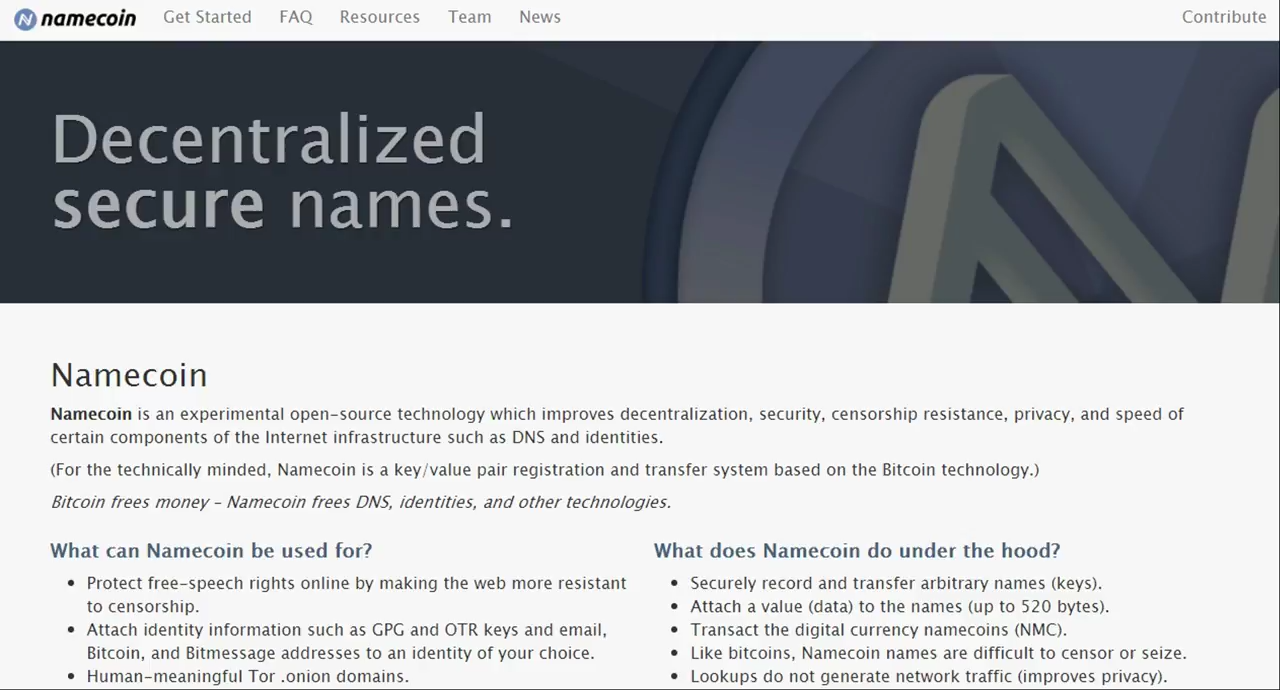 namecoin Get Started FAQ Resources Team News Contribute
Decentralized
secure names.
Namecoin
Namecoin is an experimental open-source technology which improves decentralization, security, censorship resistance, privacy, and speed of
certain components of the Internet infrastructure such as DNS and identities.
(For the technically minded, Namecoin is a key/value pair registration and transfer system based on the Bitcoin technology.)
Bitcoin frees money – Namecoin frees DNS, identities, and other technologies.
What can Namecoin be used for?
Protect free-speech rights online by making the web more resistant
to censorship.
Attach identity information such as GPG and OTR keys and email,
Bitcoin, and Bitmessage addresses to an identity of your choice.
Human-meaningful Tor .onion domains.
What does Namecoin do under the hood?
Securely record and transfer arbitrary names (keys).
Attach a value (data) to the names (up to 520 bytes).
Transact the digital currency namecoins (NMC).
Like bitcoins, Namecoin names are difficult to censor or seize.
Lookups do not generate network traffic (improves privacy).